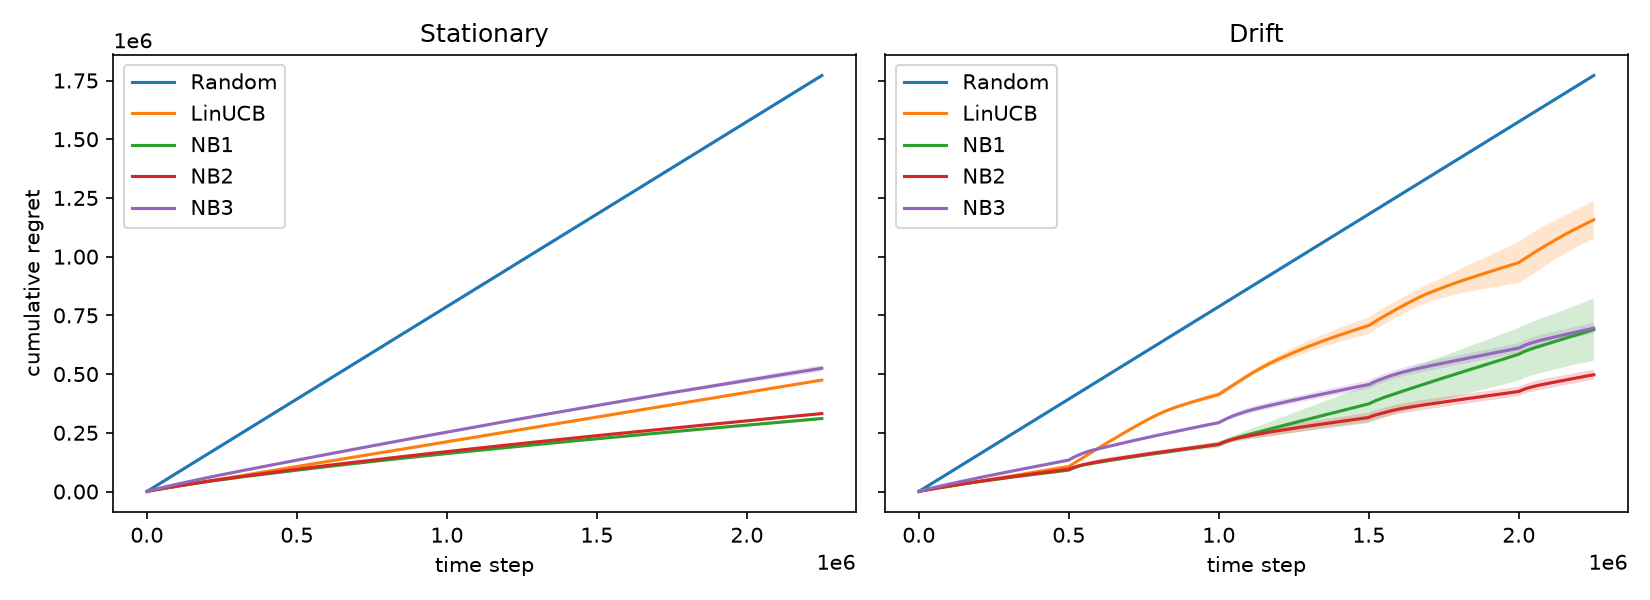 Stationary
1e6
Random
LinUCB
NB1
NB2
NB3
1.75
1.50
1.25
1.00
0.75
0.50
0.25
0.00
cumulative regret
0.0 0.5 1.0 1.5 2.0
time step
1e6
Drift
Random
LinUCB
NB1
NB2
NB3
0.0 0.5 1.0 1.5 2.0
time step
1e6